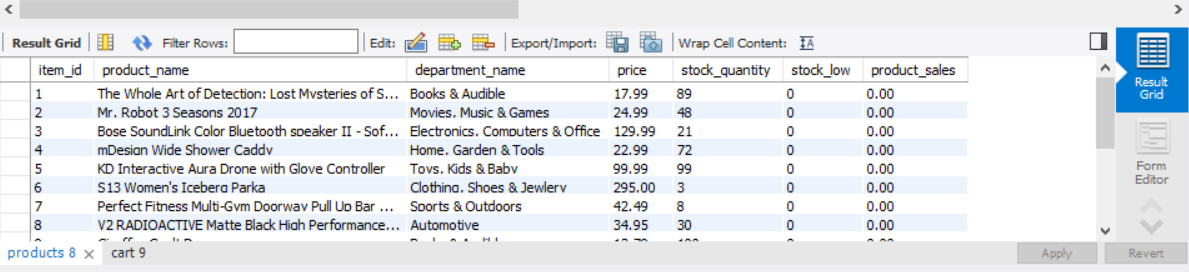 Result Grid Filter Rows: Edit: Export/Import: Wrap Cell Content: IA
item_id product_name department_name price stock_quantity stock_low product_sales
1 The Whole Art of Detection: Lost Mysteries of S... Books & Audible 17.99 89 0 0.00
2 Mr. Robot 3 Seasons 2017 Movies, Music & Games 24.99 48 0 0.00
3 Bose SoundLink Color Bluetooth speaker II - Sof... Electronics, Computers & Office 129.99 21 0 0.00
4 mDesign Wide Shower Caddy Home, Garden & Tools 22.99 72 0 0.00
5 KD Interactive Aura Drone with Glove Controller Toys, Kids & Baby 99.99 99 0 0.00
6 S13 Women's Iceberg Parka Clothing, Shoes & Jewlery 295.00 3 0 0.00
7 Perfect Fitness Multi-Gym Doorway Pull Up Bar ... Sports & Outdoors 42.49 8 0 0.00
8 V2 RADIOACTIVE Matte Black High Performance... Automotive 34.95 30 0 0.00
Result
Grid
Form
Editor
products 8 cart 9 Apply Revert